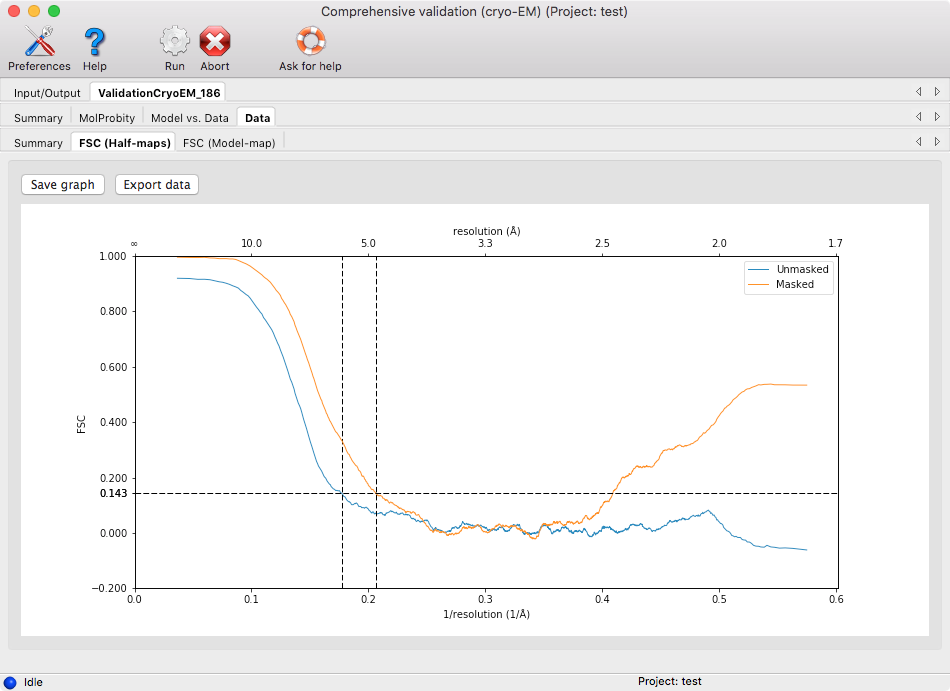 Comprehensive validation (cryo-EM) (Project: test)
Preferences Help Run Abort Ask for help
Input/Output ValidationCryoEM_186
Summary MolProbity Model vs. Data Data
Summary FSC (Half-maps) FSC (Model-map)
Save graph Export data
resolution (Å)
∞ 10.0 5.0 3.3 2.5 2.0 1.7
1.000
Unmasked
Masked
0.800
0.600
0.400
FSC
0.200
0.143
0.000
−0.200
0.0 0.1 0.2 0.3 0.4 0.5 0.6
1/resolution (1/Å)
Idle Project: test